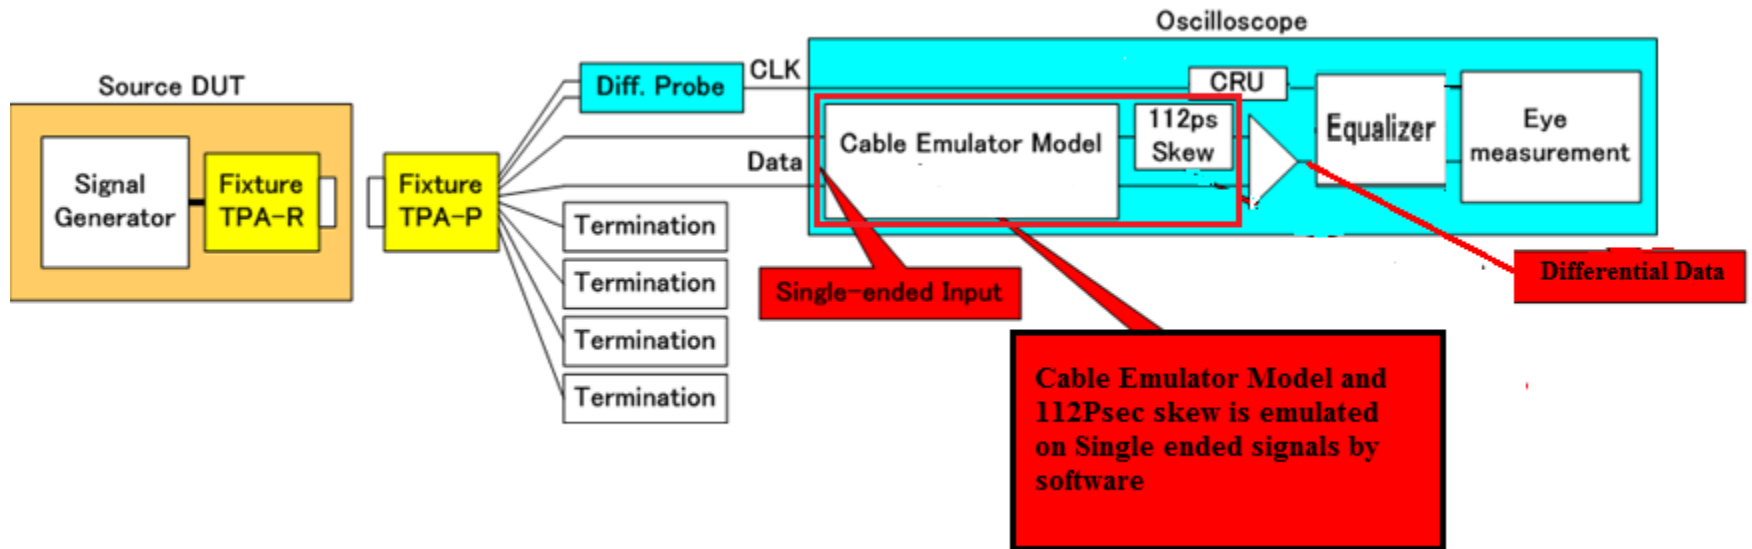 Oscilloscope
Source DUT
Signal
Generator
Fixture
TPA-R
Fixture
TPA-P
Diff. Probe
CLK
Data
Termination
Termination
Termination
Termination
Cable Emulator Model
112ps
Skew
CRU
Equalizer
Eye
measurement
Single-ended Input
Differential Data
Cable Emulator Model and
112Psec skew is emulated
on Single ended signals by
software